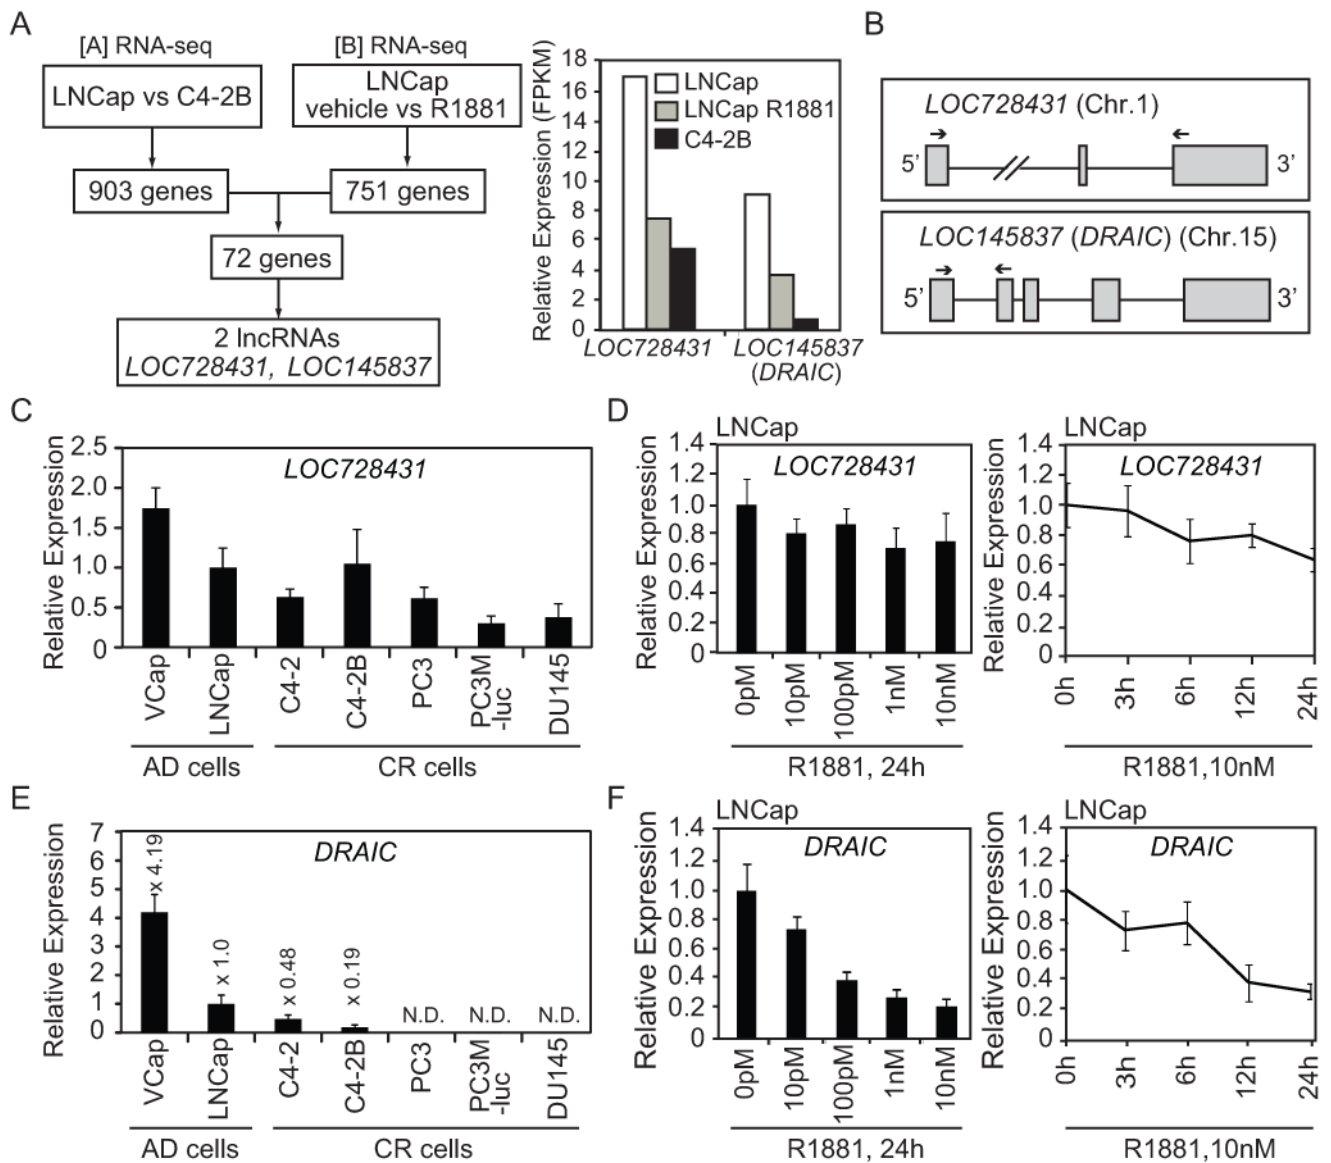 A
[A] RNA-seq
[B] RNA-seq
LNCap vs C4-2B
LNCap
vehicle vs R1881
903 genes
751 genes
72 genes
2 lncRNAs
LOC728431, LOC145837
Relative Expression (FPKM)
18
16
14
12
10
8
6
4
2
0
LNCap
LNCap R1881
C4-2B
LOC728431
LOC145837
(DRAIC)
B
LOC728431 (Chr.1)
5’
3’
LOC145837 (DRAIC) (Chr.15)
5’
3’
C
Relative Expression
2.5
2.0
1.5
1.0
0.5
0
LOC728431
VCap
LNCap
C4-2
C4-2B
PC3
PC3M
-luc
DU145
AD cells
CR cells
D
LNCap
Relative Expression
1.4
1.2
1.0
0.8
0.6
0.4
0.2
0
LOC728431
0pM
10pM
100pM
1nM
10nM
R1881, 24h
LNCap
Relative Expression
1.4
1.2
1.0
0.8
0.6
0.4
0.2
0
LOC728431
0h
3h
6h
12h
24h
R1881,10nM
E
Relative Expression
7
6
5
4
3
2
1
0
DRAIC
x 4.19
x 1.0
x 0.48
x 0.19
N.D.
N.D.
N.D.
VCap
LNCap
C4-2
C4-2B
PC3
PC3M
-luc
DU145
AD cells
CR cells
F
LNCap
Relative Expression
1.4
1.2
1.0
0.8
0.6
0.4
0.2
0
DRAIC
0pM
10pM
100pM
1nM
10nM
R1881, 24h
LNCap
Relative Expression
1.4
1.2
1.0
0.8
0.6
0.4
0.2
0
DRAIC
0h
3h
6h
12h
24h
R1881,10nM